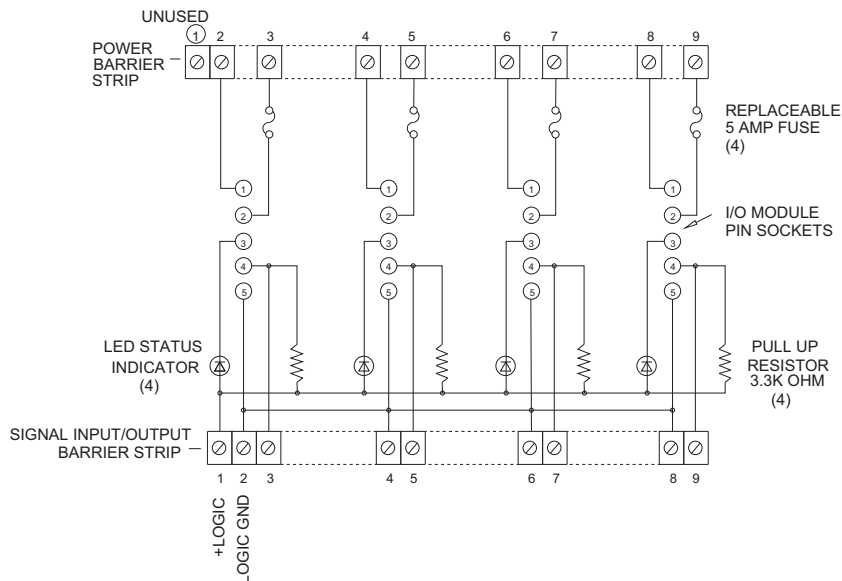 UNUSED
1 2 3 4 5 6 7 8 9
POWER
BARRIER
STRIP
REPLACEABLE
5 AMP FUSE
(4)
1 1 1 1
2 2 2 2
I/O MODULE
PIN SOCKETS
3 3 3 3
4 4 4 4
5 5 5 5
LED STATUS
INDICATOR
(4)
PULL UP
RESISTOR
3.3K OHM
(4)
SIGNAL INPUT/OUTPUT
BARRIER STRIP
1 2 3 4 5 6 7 8 9
+LOGIC
LOGIC GND